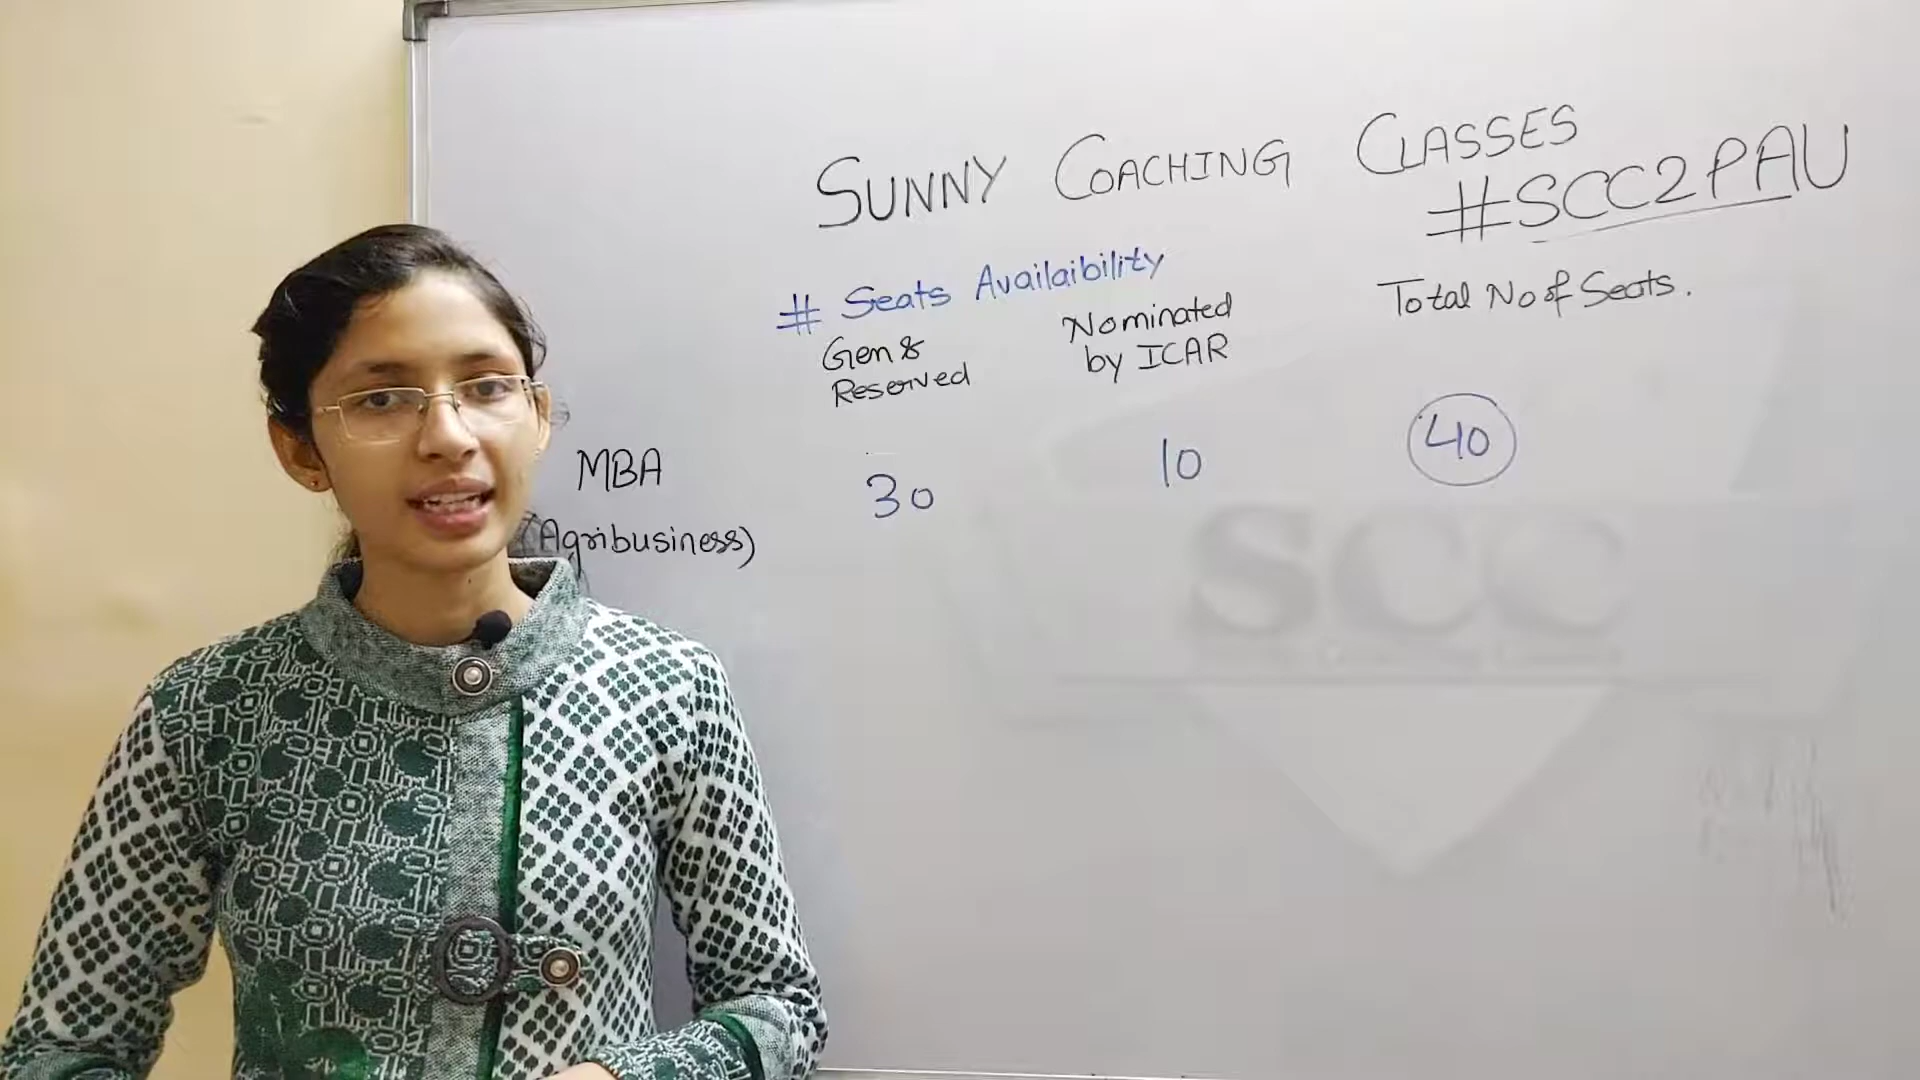 SUNNY COACHING CLASSES
#SCC2PAU
# Seats Availaibility
Gen &
Reserved
Nominated
by ICAR
Total No of Seats.
MBA
(Agribusiness)
30
10
40
SCC